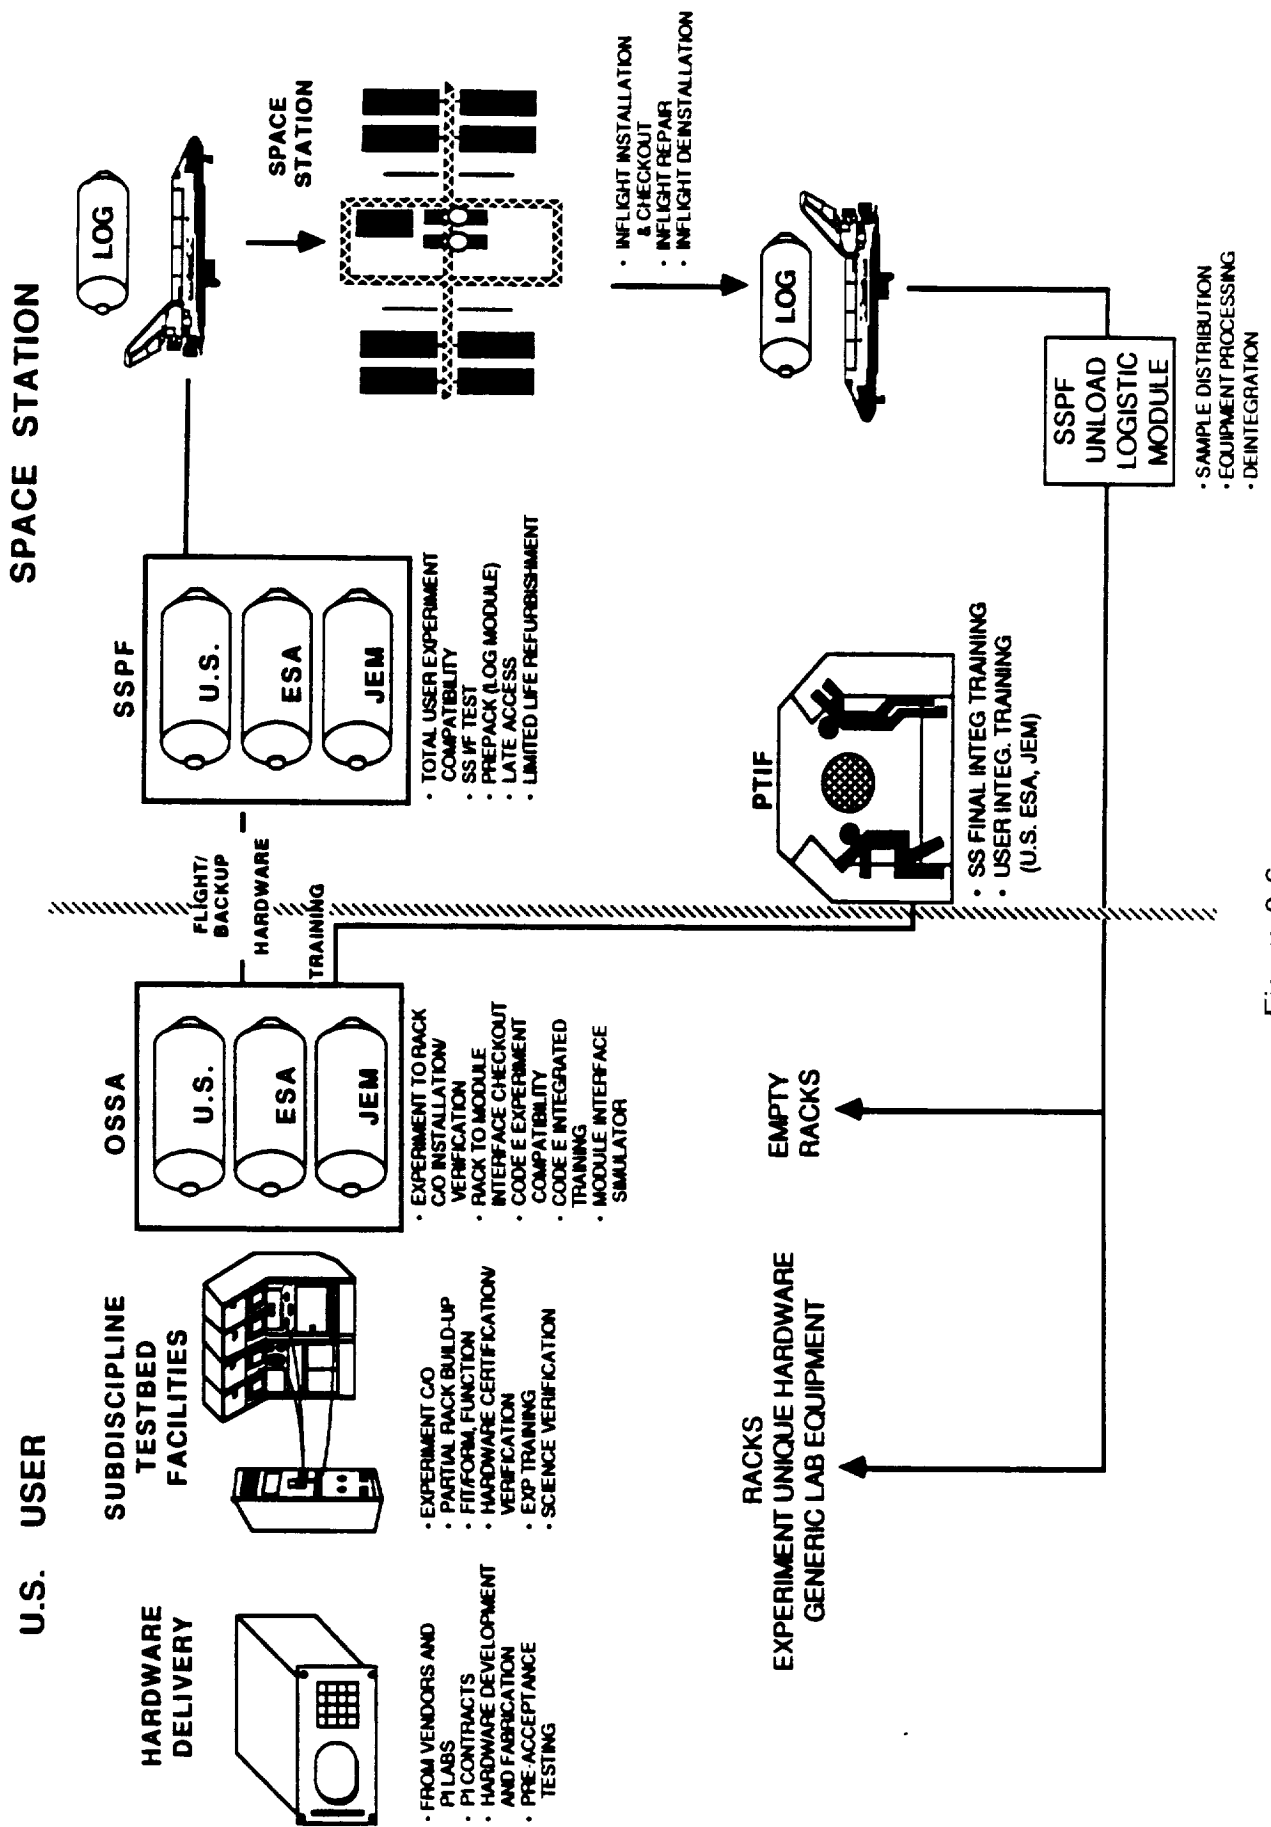 U.S. USER
SPACE STATION
HARDWARE
DELIVERY
· FROM VENDORS AND
PI LABS
· PI CONTRACTS
· HARDWARE DEVELOPMENT
AND FABRICATION
· PRE-ACCEPTANCE
TESTING
SUBDISCIPLINE
TESTBED
FACILITIES
· EXPERIMENT C/O
· PARTIAL RACK BUILD-UP
· FIT/FORM, FUNCTION
· HARDWARE CERTIFICATION/
VERIFICATION
· EXP TRAINING
· SCIENCE VERIFICATION
OSSA
U.S.
ESA
JEM
· EXPERIMENT TO RACK
C/O INSTALLATION/
VERIFICATION
· RACK TO MODULE
INTERFACE CHECKOUT
· CODE E EXPERIMENT
COMPATIBILITY
· CODE E INTEGRATED
TRAINING
· MODULE INTERFACE
SIMULATOR
FLIGHT/
BACKUP
HARDWARE
TRAINING
SSPF
U.S.
ESA
JEM
· TOTAL USER EXPERIMENT
COMPATIBILITY
· SS I/F TEST
· PREPACK (LOG MODULE)
· LATE ACCESS
· LIMITED LIFE REFURBISHMENT
LOG
SPACE
STATION
· INFLIGHT INSTALLATION
& CHECKOUT
· INFLIGHT REPAIR
· INFLIGHT DEINSTALLATION
LOG
SSPF
UNLOAD
LOGISTIC
MODULE
· SAMPLE DISTRIBUTION
· EQUIPMENT PROCESSING
· DEINTEGRATION
PTIF
· SS FINAL INTEG TRAINING
· USER INTEG. TRAINING
(U.S. ESA, JEM)
EMPTY
RACKS
RACKS
EXPERIMENT UNIQUE HARDWARE
GENERIC LAB EQUIPMENT